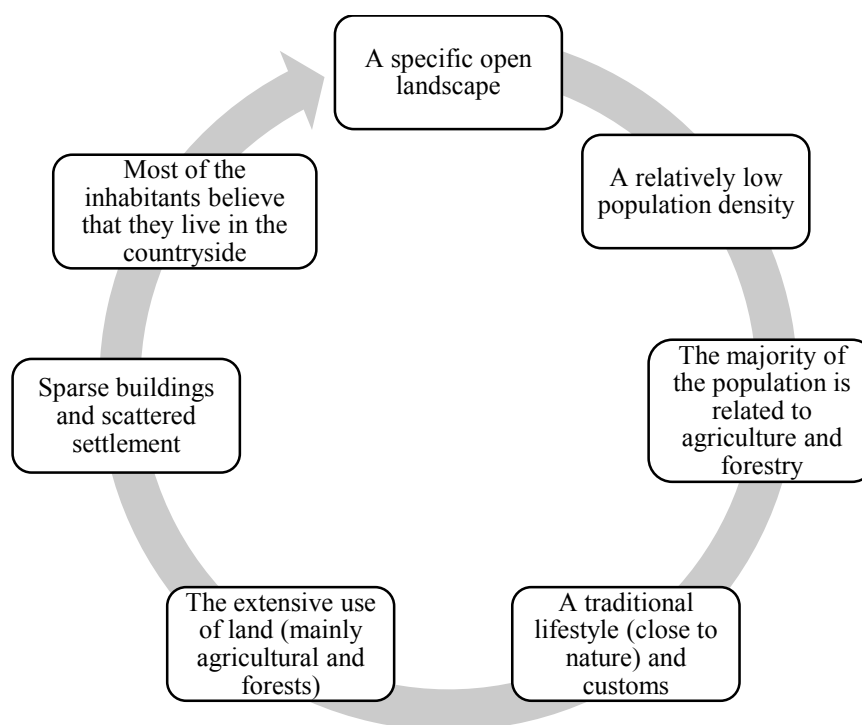 A specific open
landscape
A relatively low
population density
The majority of
the population is
related to
agriculture and
forestry
A traditional
lifestyle (close to
nature) and
customs
The extensive use
of land (mainly
agricultural and
forests)
Sparse buildings
and scattered
settlement
Most of the
inhabitants believe
that they live in the
countryside